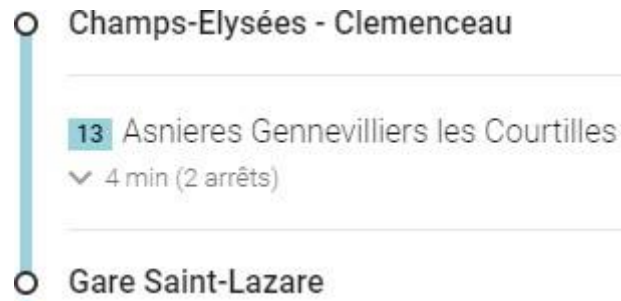 Champs-Elysées - Clemenceau
13 Asnieres Gennevilliers les Courtilles
4 min (2 arrêts)
Gare Saint-Lazare